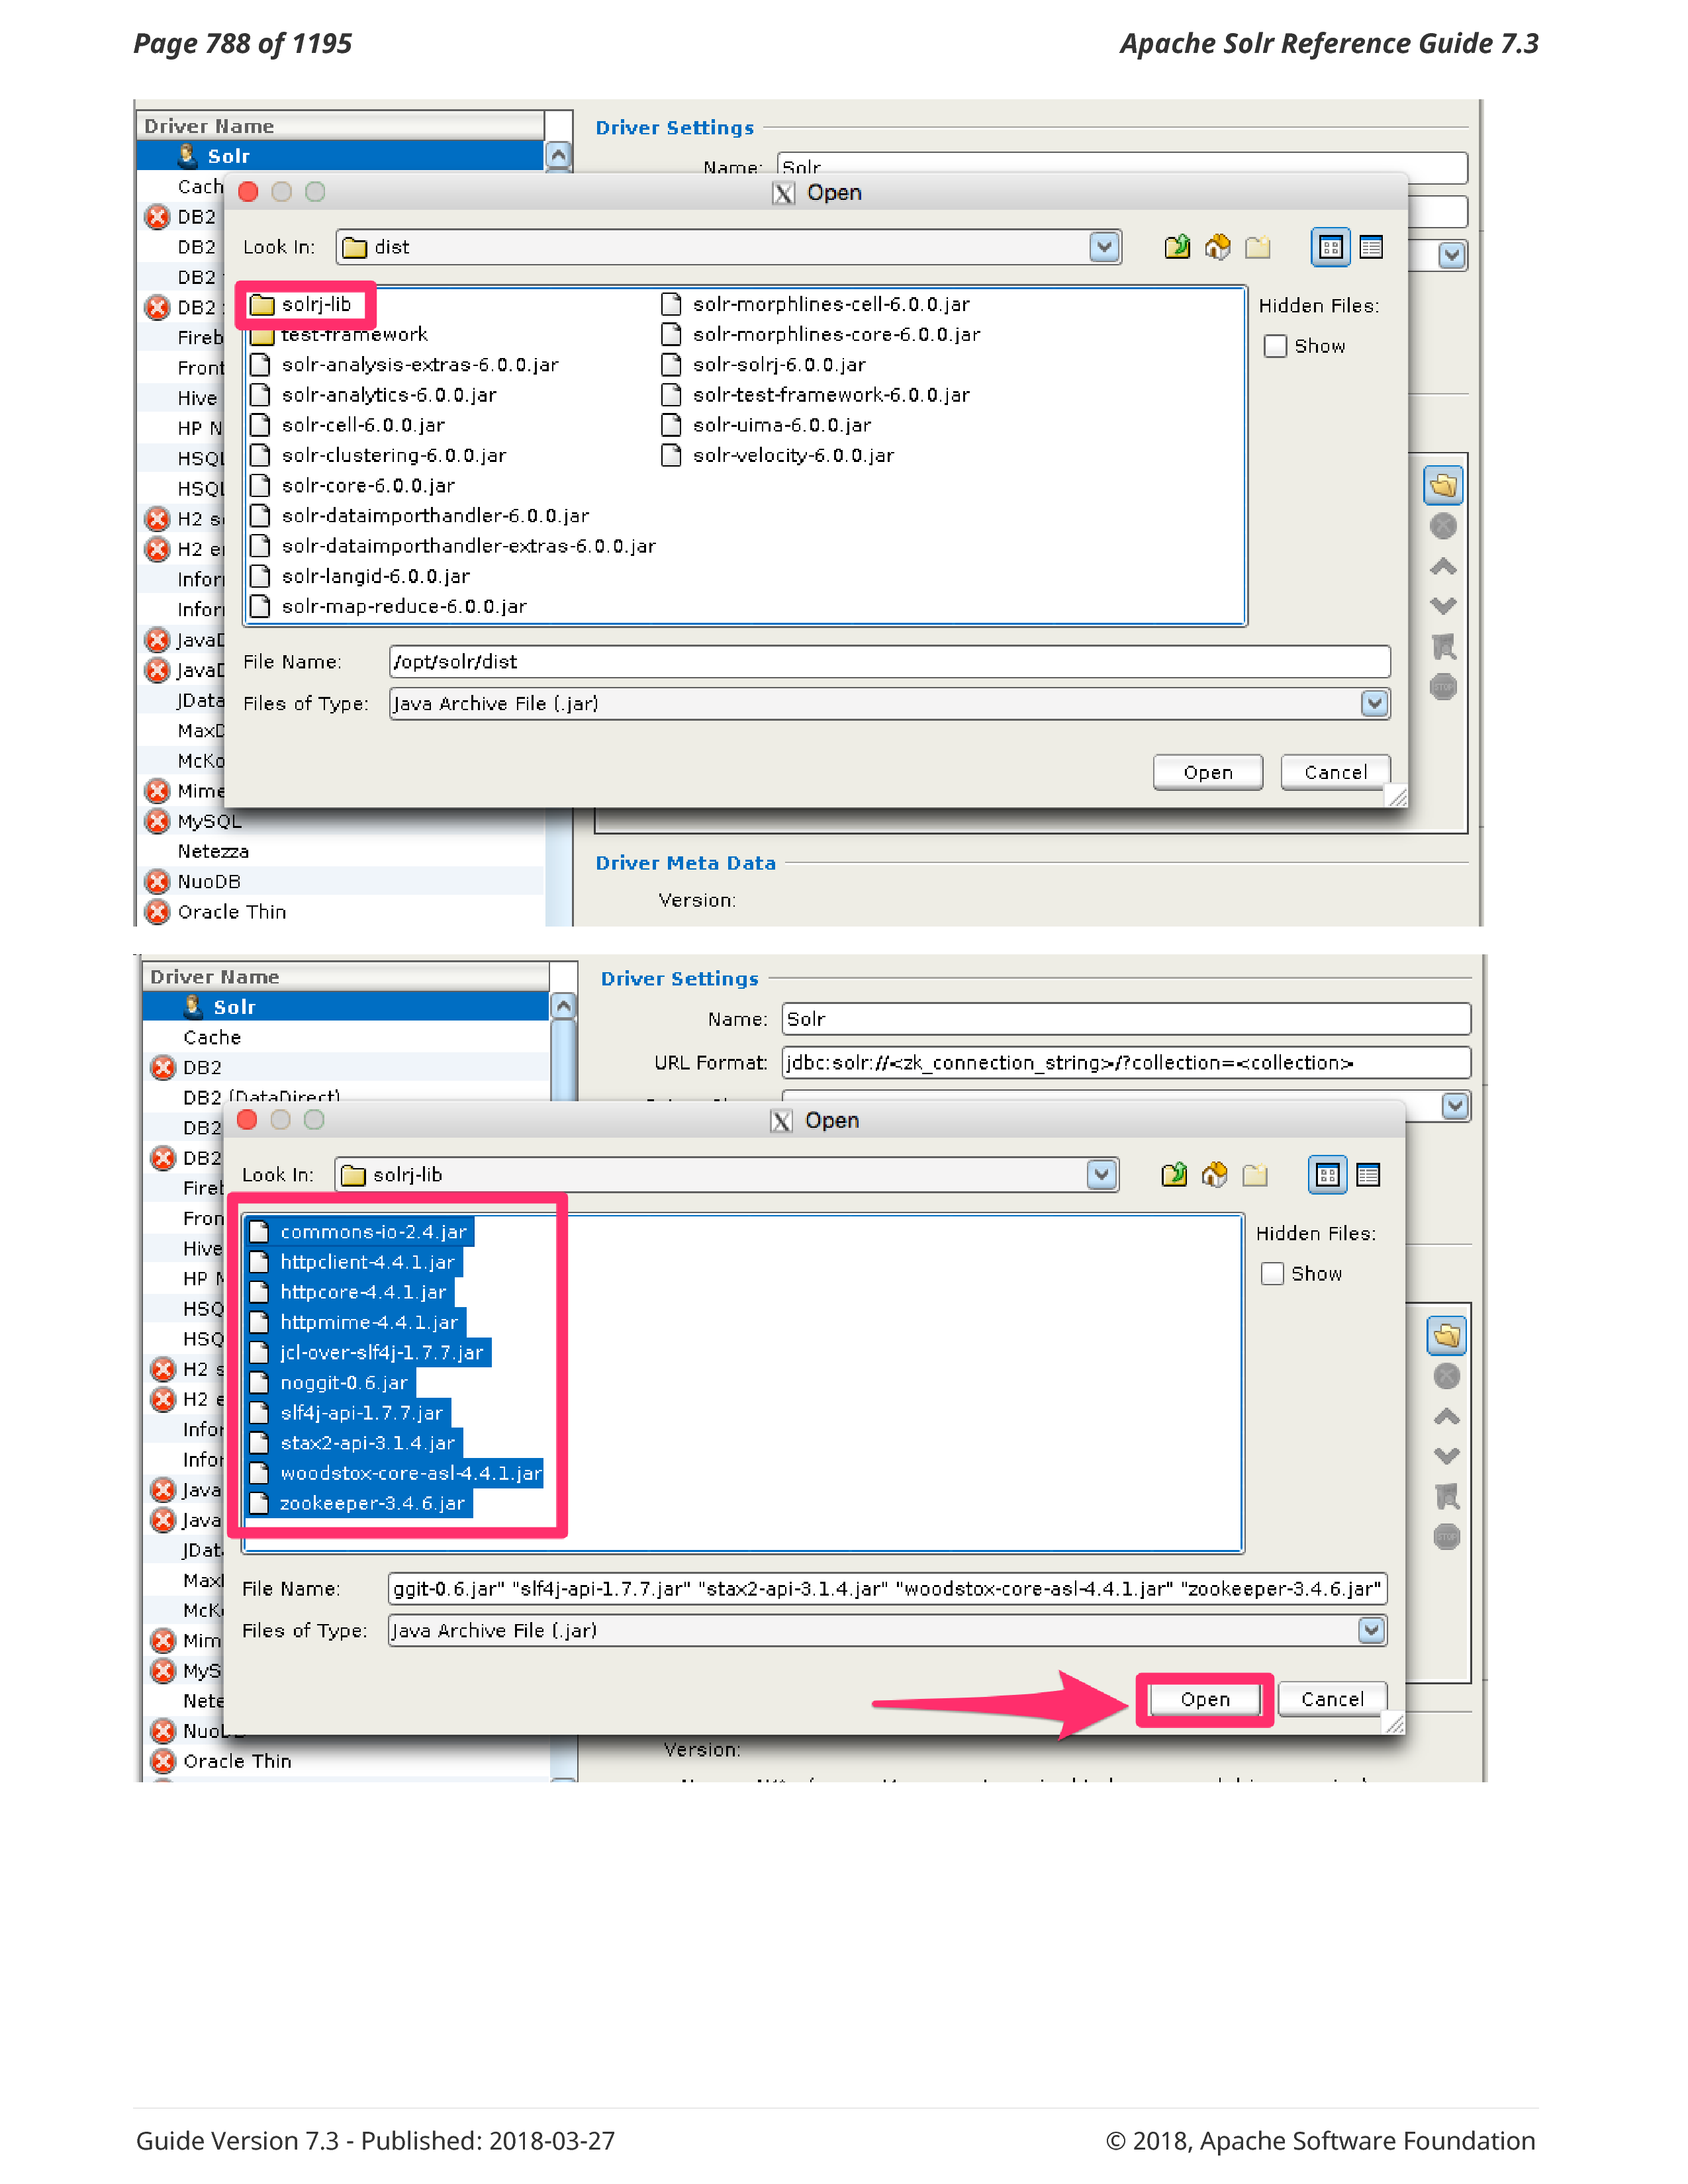 Page 788 of 1195
Apache Solr Reference Guide 7.3
Driver Name
Solr
Cach
DB2
DB2
DB2
DB2
Fireb
Front
Hive
HP N
HSQL
HSQL
H2 s
H2 e
Infor
Infor
JavaD
JavaD
JData
MaxD
McKo
Mime
MySQL
Netezza
NuoDB
Oracle Thin
Driver Settings
Name: Solr
Open
Look In: dist
solrj-lib
test-framework
solr-analysis-extras-6.0.0.jar
solr-analytics-6.0.0.jar
solr-cell-6.0.0.jar
solr-clustering-6.0.0.jar
solr-core-6.0.0.jar
solr-dataimporthandler-6.0.0.jar
solr-dataimporthandler-extras-6.0.0.jar
solr-langid-6.0.0.jar
solr-map-reduce-6.0.0.jar
solr-morphlines-cell-6.0.0.jar
solr-morphlines-core-6.0.0.jar
solr-solrj-6.0.0.jar
solr-test-framework-6.0.0.jar
solr-uima-6.0.0.jar
solr-velocity-6.0.0.jar
Hidden Files:
Show
File Name: /opt/solr/dist
Files of Type: Java Archive File (.jar)
Open Cancel
Driver Meta Data
Version:
Driver Name
Solr
Cache
DB2
DB2 (DataDirect)
DB2
DB2
Firet
Fron
Hive
HP N
HSQ
HSQ
H2 s
H2 e
Infor
Infor
Java
Java
JDat
Max
McK
Mim
MyS
Nete
Nuo
Oracle Thin
Driver Settings
Name: Solr
URL Format: jdbc:solr://<zk_connection_string>/?collection=<collection>
Open
Look In: solrj-lib
commons-io-2.4.jar
httpclient-4.4.1.jar
httpcore-4.4.1.jar
httpmime-4.4.1.jar
jcl-over-slf4j-1.7.7.jar
noggit-0.6.jar
slf4j-api-1.7.7.jar
stax2-api-3.1.4.jar
woodstox-core-asl-4.4.1.jar
zookeeper-3.4.6.jar
Hidden Files:
Show
File Name: ggit-0.6.jar" "slf4j-api-1.7.7.jar" "stax2-api-3.1.4.jar" "woodstox-core-asl-4.4.1.jar" "zookeeper-3.4.6.jar"
Files of Type: Java Archive File (.jar)
Open Cancel
Version:
Guide Version 7.3 - Published: 2018-03-27
© 2018, Apache Software Foundation